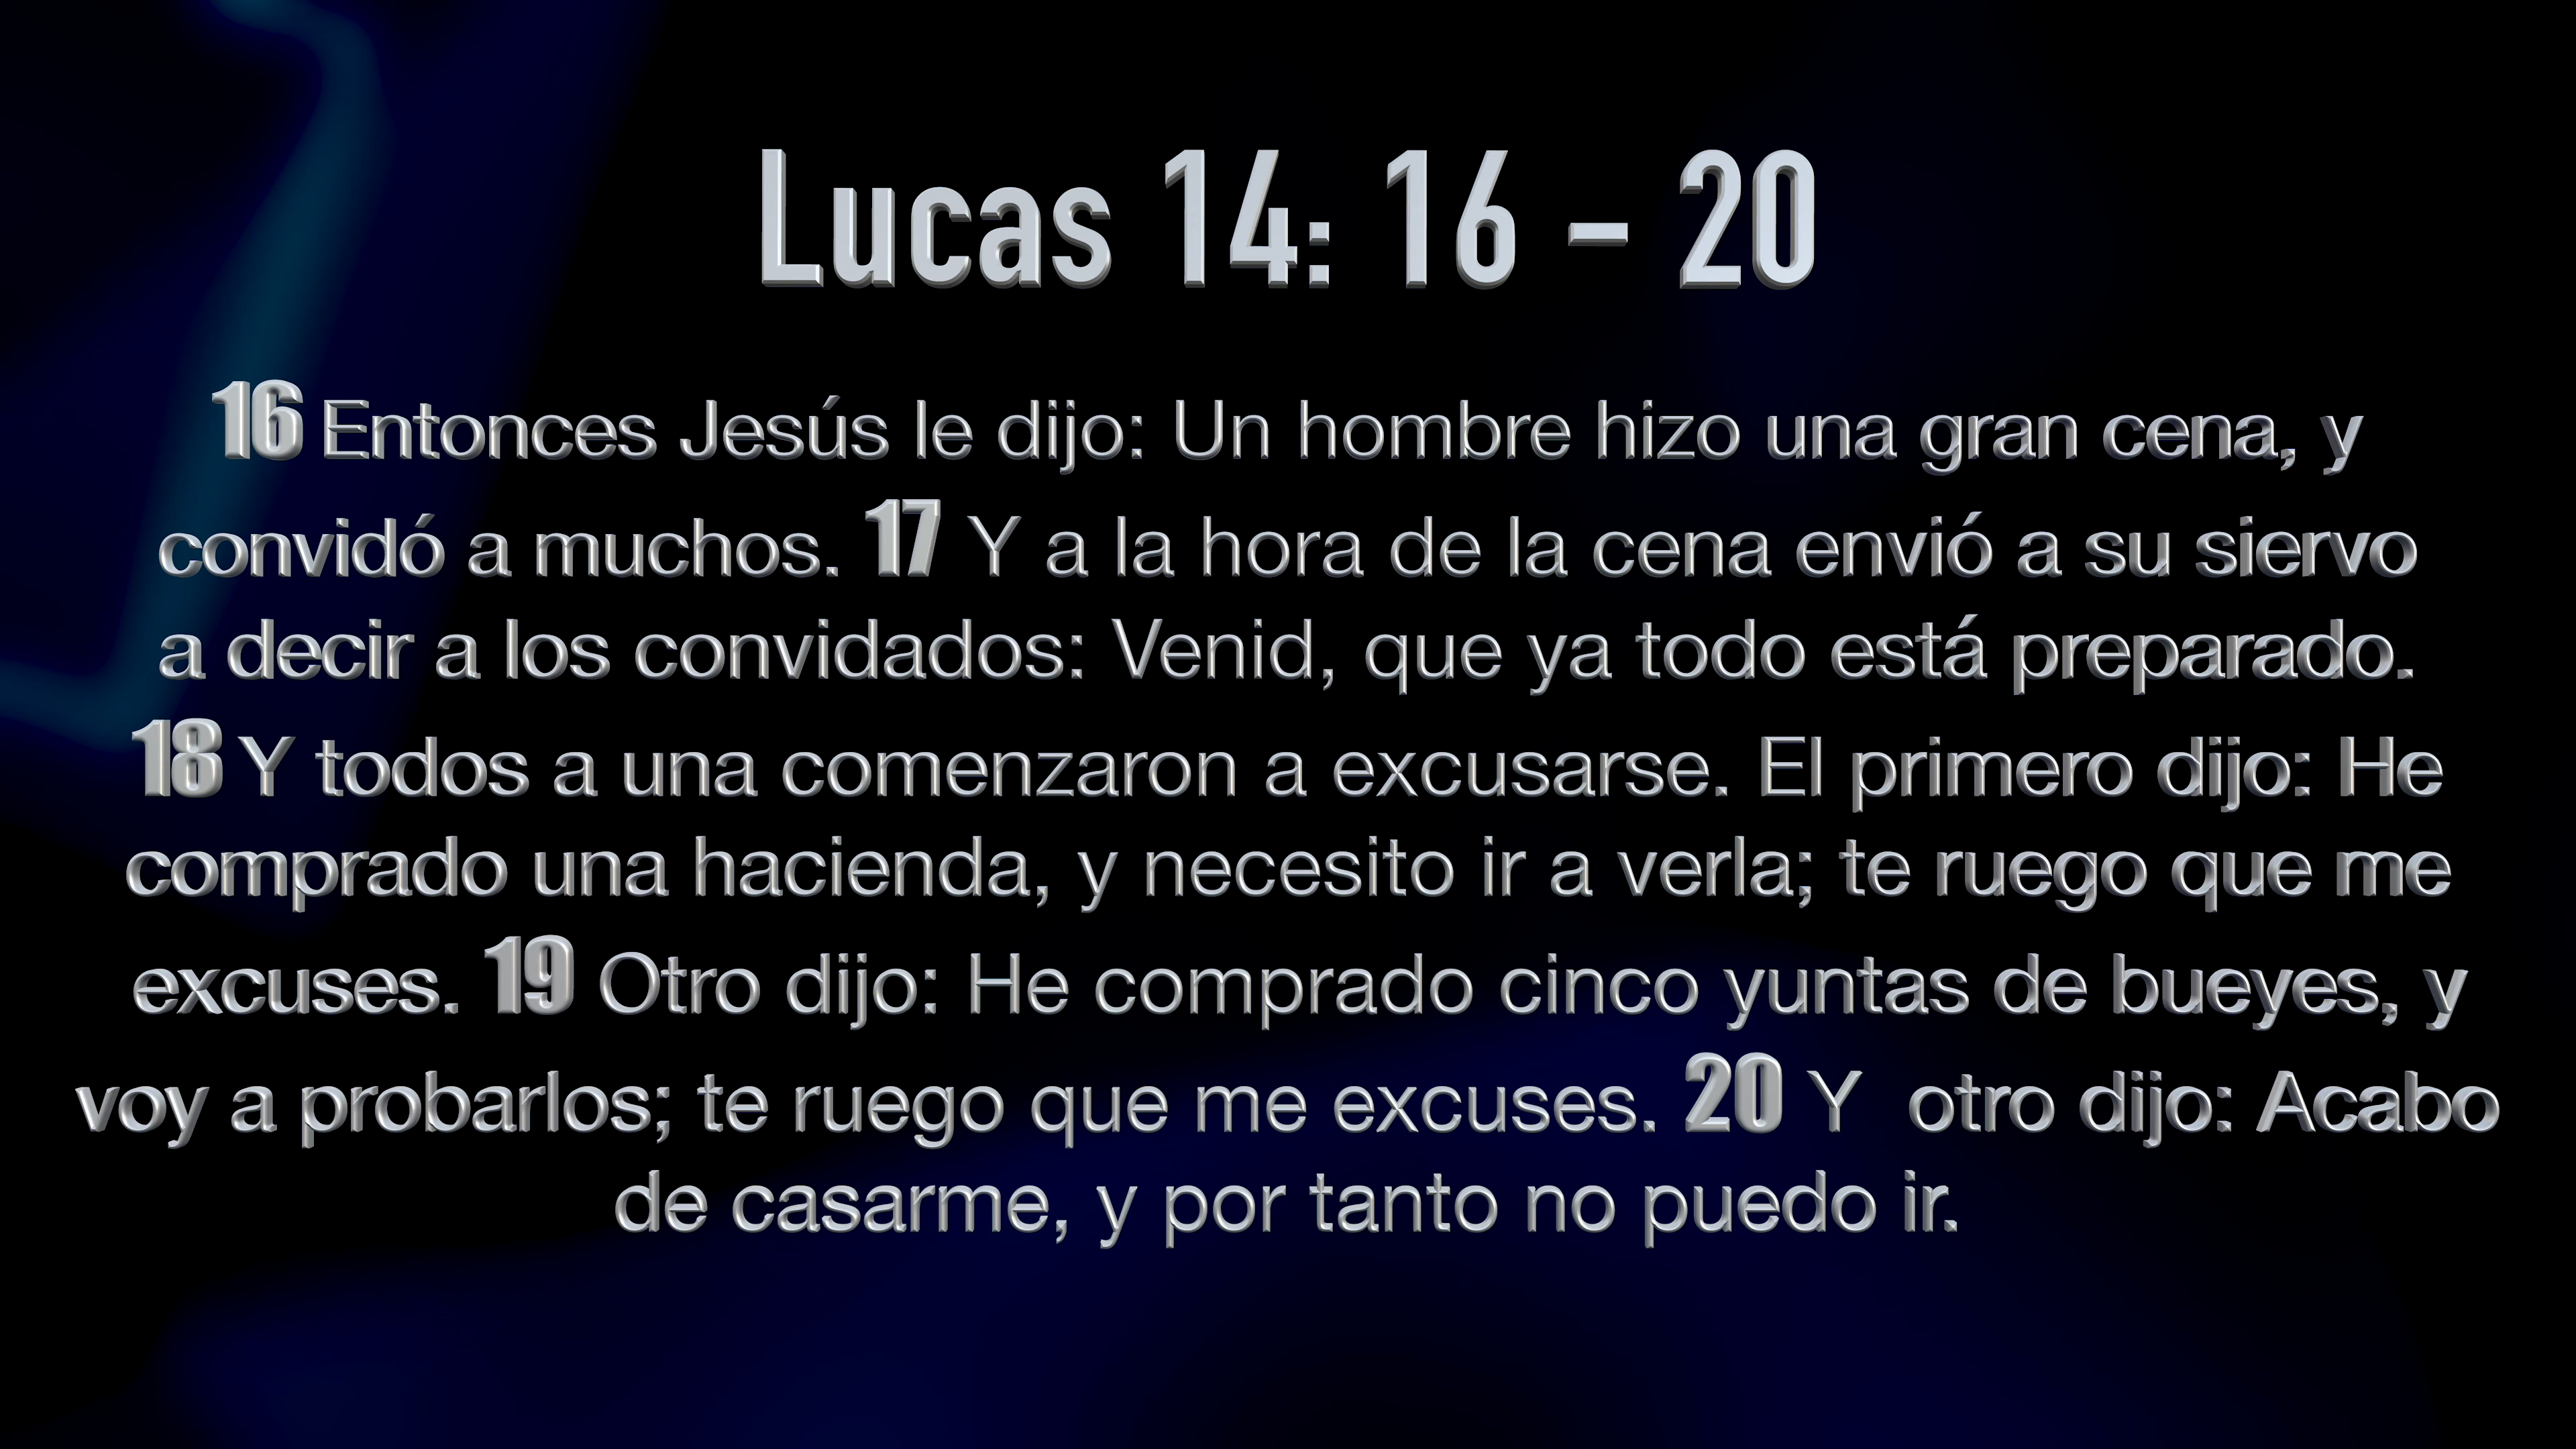 Lucas 14: 16 – 20
16 Entonces Jesús le dijo: Un hombre hizo una gran cena, y
convidó a muchos. 17 Y a la hora de la cena envió a su siervo
a decir a los convidados: Venid, que ya todo está preparado.
18 Y todos a una comenzaron a excusarse. El primero dijo: He
comprado una hacienda, y necesito ir a verla; te ruego que me
excuses. 19 Otro dijo: He comprado cinco yuntas de bueyes, y
voy a probarlos; te ruego que me excuses. 20 Y  otro dijo: Acabo
de casarme, y por tanto no puedo ir.